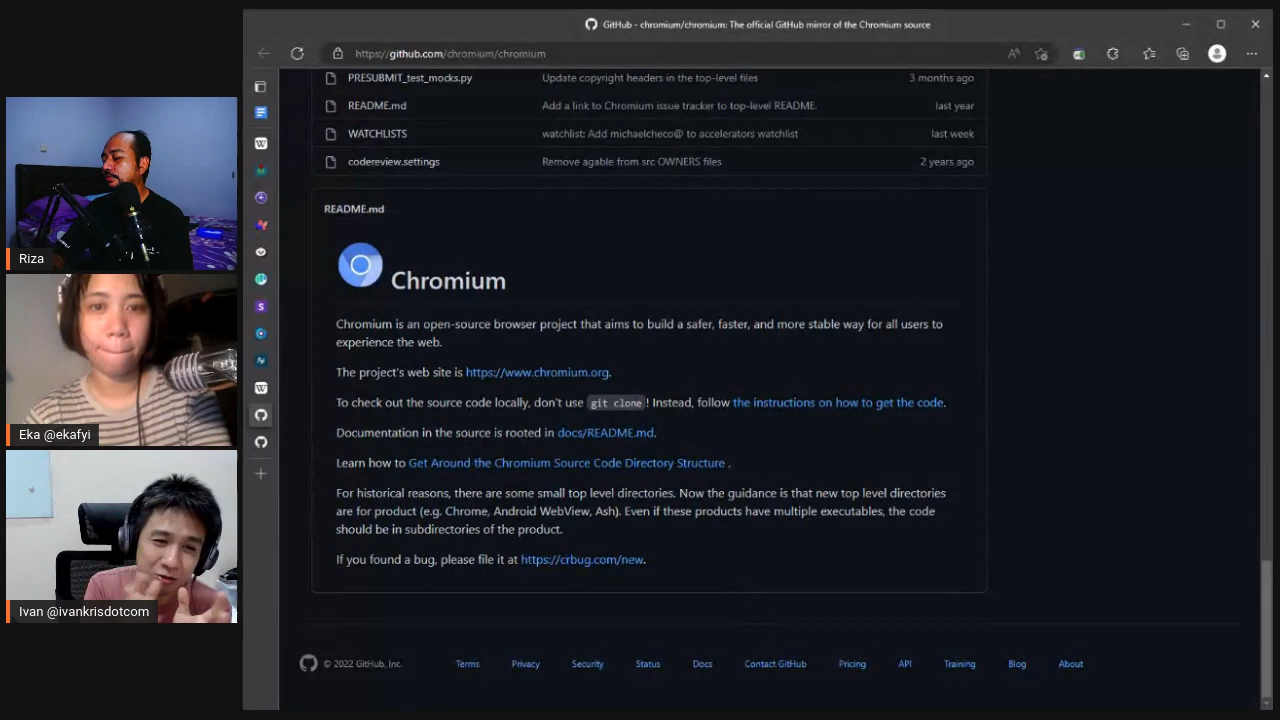 GitHub - chromium/chromium: The official GitHub mirror of the Chromium source
https://github.com/chromium/chromium
PRESUBMIT_test_mocks.py Update copyright headers in the top-level files 3 months ago
README.md Add a link to Chromium issue tracker to top-level README. last year
WATCHLISTS watchlist: Add michaelcheco@ to accelerators watchlist last week
codereview.settings Remove agable from src OWNERS files 2 years ago
README.md
Chromium
Chromium is an open-source browser project that aims to build a safer, faster, and more stable way for all users to
experience the web.
The project's web site is https://www.chromium.org.
To check out the source code locally, don't use git clone! Instead, follow the instructions on how to get the code.
Documentation in the source is rooted in docs/README.md.
Learn how to Get Around the Chromium Source Code Directory Structure .
For historical reasons, there are some small top level directories. Now the guidance is that new top level directories
are for product (e.g. Chrome, Android WebView, Ash). Even if these products have multiple executables, the code
should be in subdirectories of the product.
If you found a bug, please file it at https://crbug.com/new.
© 2022 GitHub, Inc. Terms Privacy Security Status Docs Contact GitHub Pricing API Training Blog About
Riza
Eka @ekafyi
Ivan @ivankrisdotcom